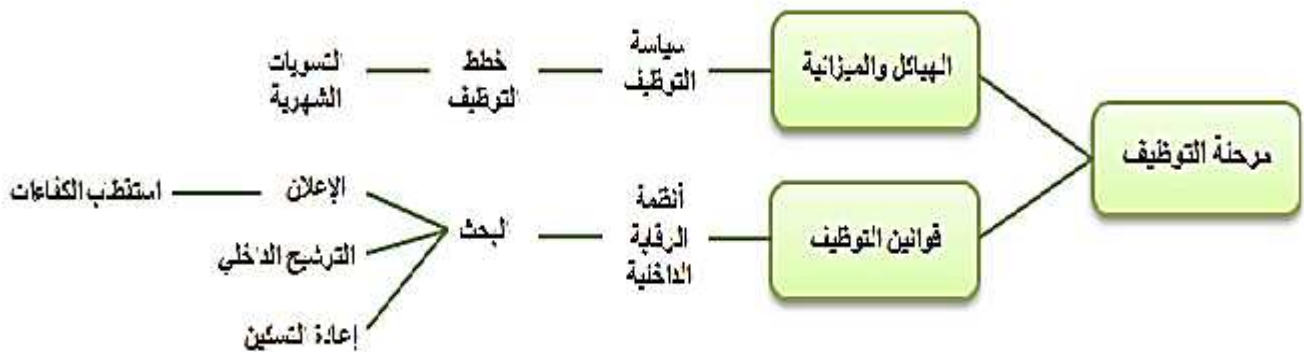 مرحلة التوظيف
الهياكل والميزانية
سياسة
التوظيف
خطط
التوظيف
التسويات
الشهرية
قوانين التوظيف
أنظمة
الرقابة
الداخلية
البحث
الإعلان
استقطاب الكفاءات
الترشيح الداخلي
إعادة التسكين